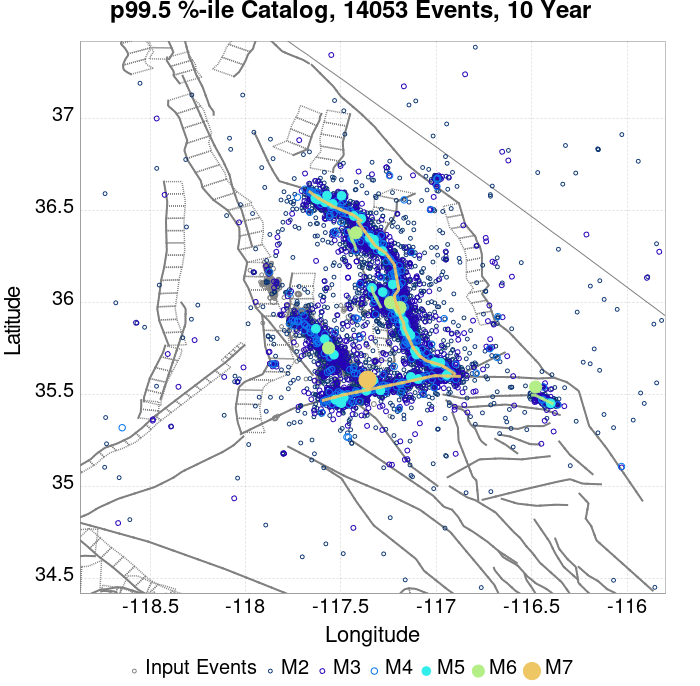 p99.5 %-ile Catalog, 14053 Events, 10 Year
Latitude
37
36.5
36
35.5
35
34.5
-118.5 -118 -117.5 -117 -116.5 -116
Longitude
Input Events M2 M3 M4 M5 M6 M7